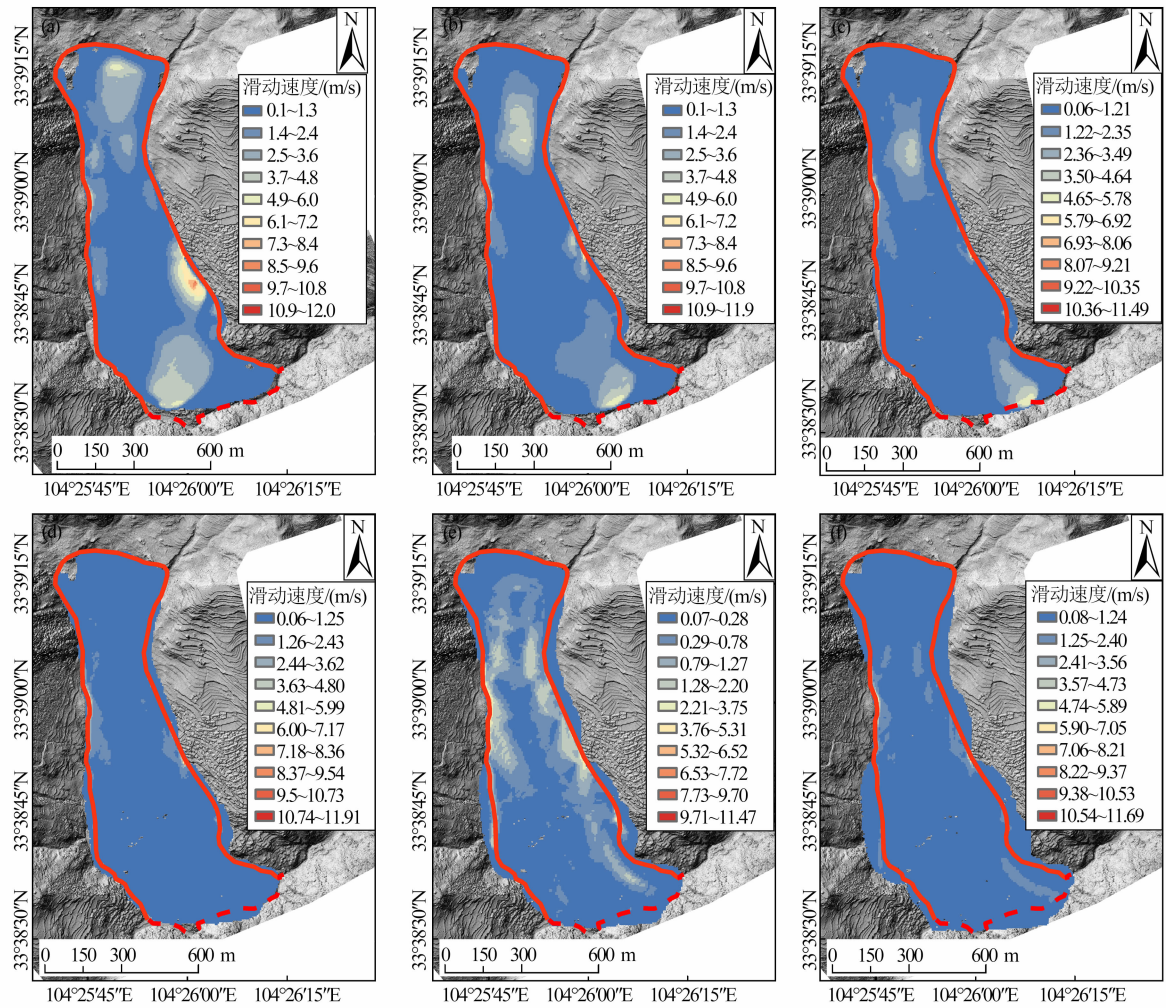 (a)
N
滑动速度/(m/s)
0.1~1.3
1.4~2.4
2.5~3.6
3.7~4.8
4.9~6.0
6.1~7.2
7.3~8.4
8.5~9.6
9.7~10.8
10.9~12.0
33°39′15″N
33°39′00″N
33°38′45″N
33°38′30″N
0 150 300 600 m
104°25′45″E 104°26′00″E 104°26′15″E
(b)
N
滑动速度/(m/s)
0.1~1.3
1.4~2.4
2.5~3.6
3.7~4.8
4.9~6.0
6.1~7.2
7.3~8.4
8.5~9.6
9.7~10.8
10.9~11.9
33°39′15″N
33°39′00″N
33°38′45″N
33°38′30″N
0 150 300 600 m
104°25′45″E 104°26′00″E 104°26′15″E
(c)
N
滑动速度/(m/s)
0.06~1.21
1.22~2.35
2.36~3.49
3.50~4.64
4.65~5.78
5.79~6.92
6.93~8.06
8.07~9.21
9.22~10.35
10.36~11.49
33°39′15″N
33°39′00″N
33°38′45″N
33°38′30″N
0 150 300 600 m
104°25′45″E 104°26′00″E 104°26′15″E
(d)
N
滑动速度/(m/s)
0.06~1.25
1.26~2.43
2.44~3.62
3.63~4.80
4.81~5.99
6.00~7.17
7.18~8.36
8.37~9.54
9.5~10.73
10.74~11.91
33°39′15″N
33°39′00″N
33°38′45″N
33°38′30″N
0 150 300 600 m
104°25′45″E 104°26′00″E 104°26′15″E
(e)
N
滑动速度/(m/s)
0.07~0.28
0.29~0.78
0.79~1.27
1.28~2.20
2.21~3.75
3.76~5.31
5.32~6.52
6.53~7.72
7.73~9.70
9.71~11.47
33°39′15″N
33°39′00″N
33°38′45″N
33°38′30″N
0 150 300 600 m
104°25′45″E 104°26′00″E 104°26′15″E
(f)
N
滑动速度/(m/s)
0.08~1.24
1.25~2.40
2.41~3.56
3.57~4.73
4.74~5.89
5.90~7.05
7.06~8.21
8.22~9.37
9.38~10.53
10.54~11.69
33°39′15″N
33°39′00″N
33°38′45″N
33°38′30″N
0 150 300 600 m
104°25′45″E 104°26′00″E 104°26′15″E